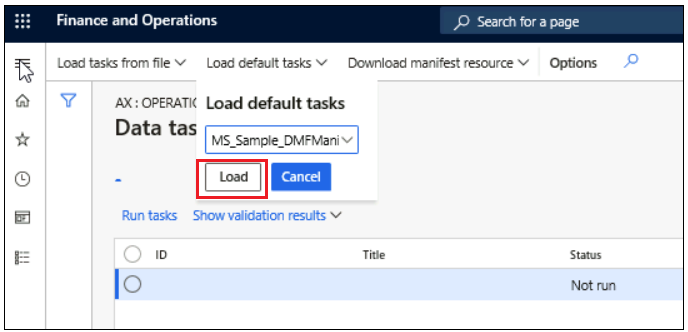 Finance and Operations
Search for a page
Load tasks from file
Load default tasks
Download manifest resource
Options
AX : OPERATIO
Load default tasks
Data tas
MS_Sample_DMFMani
Load
Cancel
Run tasks
Show validation results
ID
Title
Status
Not run